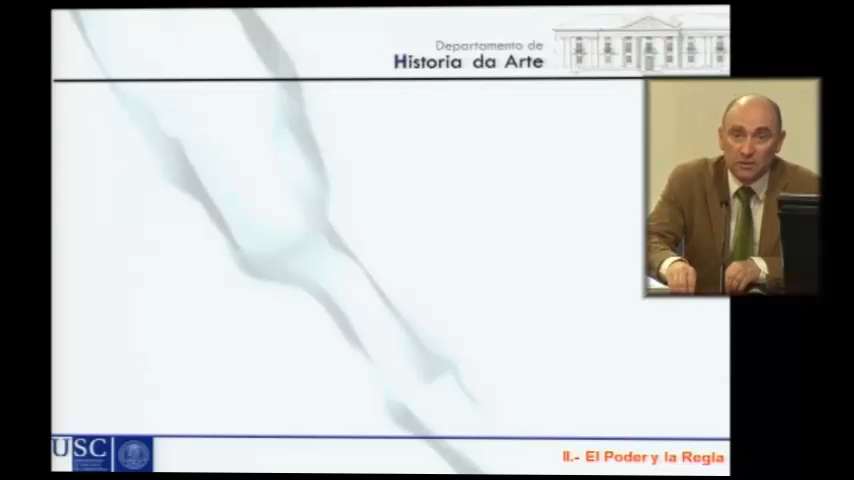 Departamento de
Historia da Arte
USC
II.- El Poder y la Regla